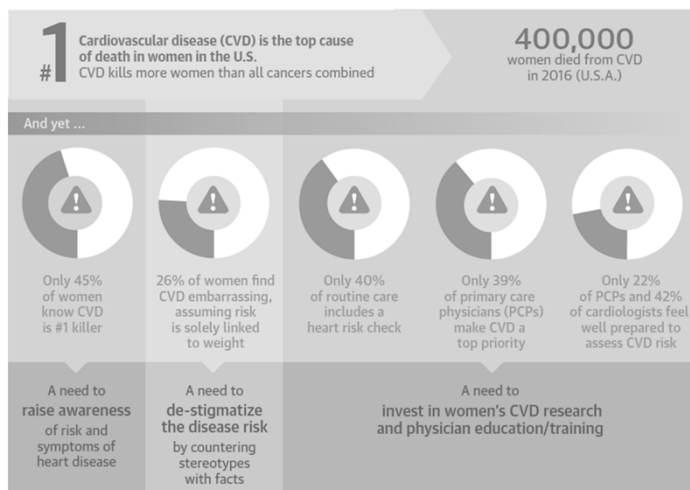 #1
Cardiovascular disease (CVD) is the top cause
of death in women in the U.S.
CVD kills more women than all cancers combined
400,000
women died from CVD
in 2016 (U.S.A.)
And yet ...
!
!
!
!
!
Only 45%
of women
know CVD
is #1 killer
26% of women find
CVD embarrassing,
assuming risk
is solely linked
to weight
Only 40%
of routine care
includes a
heart risk check
Only 39%
of primary care
physicians (PCPs)
make CVD a
top priority
Only 22%
of PCPs and 42%
of cardiologists feel
well prepared to
assess CVD risk
A need to
raise awareness
of risk and
symptoms of
heart disease
A need to
de-stigmatize
the disease risk
by countering
stereotypes
with facts
A need to
invest in women's CVD research
and physician education/training